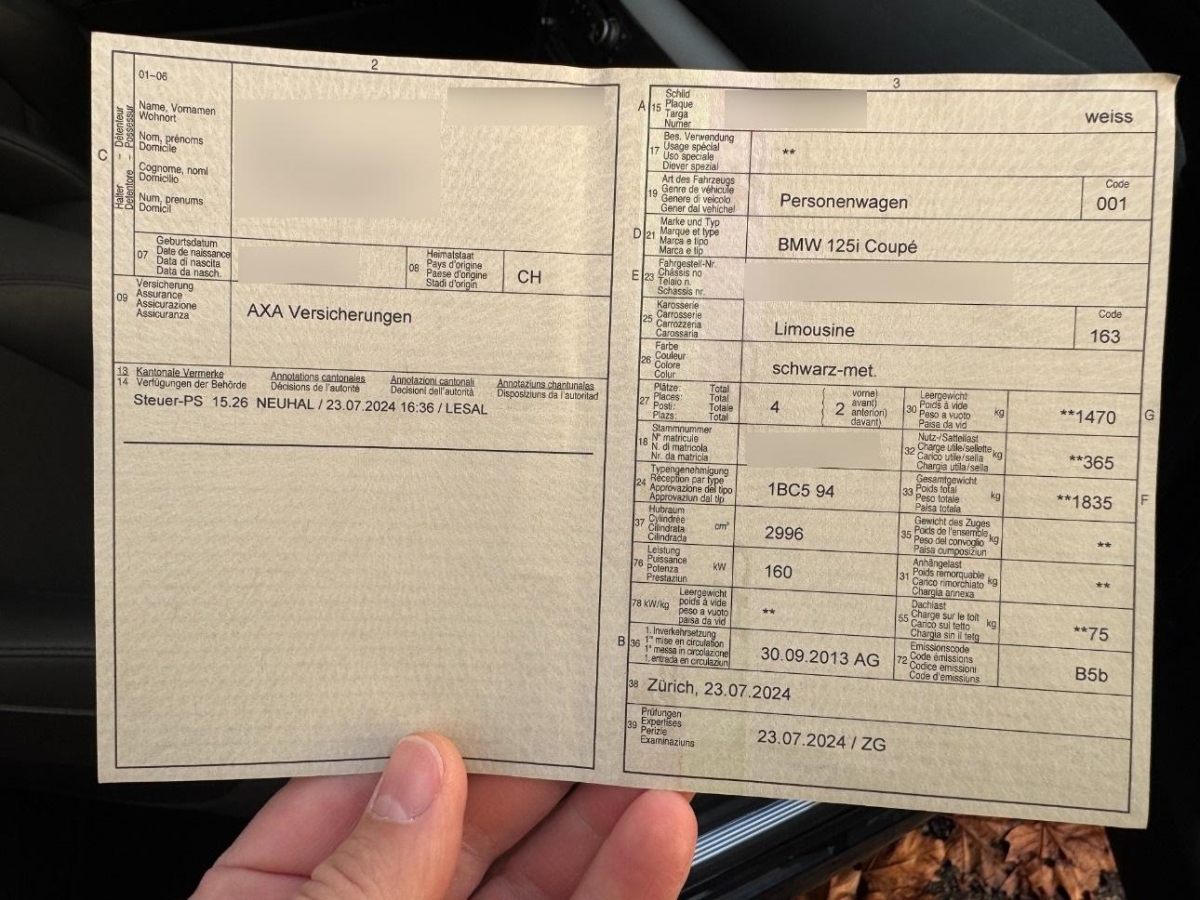 2
01–06
C
Halter – Détenteur
Detentore – Possessur
Name, Vornamen
Wohnort
Nom, prénoms
Domicile
Cognome, nomi
Domicilio
Num, prenums
Domicil
07
Geburtsdatum
Date de naissance
Data di nascita
Data da nasch.
08
Heimatstaat
Pays d'origine
Paese d'origine
Stadi d'origin
CH
09
Versicherung
Assurance
Assicurazione
Assicuranza
AXA Versicherungen
13 Kantonale Vermerke
14 Verfügungen der Behörde
Annotations cantonales
Décisions de l'autorité
Annotazioni cantonali
Decisioni dell'autorità
Annotaziuns chantunales
Disposiziuns da l'autoritad
Steuer-PS 15.26 NEUHAL / 23.07.2024 16:36 / LESAL
3
A 15
Schild
Plaque
Targa
Numer
weiss
17
Bes. Verwendung
Usage spécial
Uso speciale
Diever spezial
**
19
Art des Fahrzeugs
Genre de véhicule
Genere di veicolo
Gener dal vehichel
Personenwagen
Code
001
D 21
Marke und Typ
Marque et type
Marca e tipo
Marca e tip
BMW 125i Coupé
E 23
Fahrgestell-Nr.
Châssis no
Telaio n.
Schassis nr.
25
Karosserie
Carrosserie
Carrozzeria
Carossaria
Limousine
Code
163
26
Farbe
Couleur
Colore
Colur
schwarz-met.
27
Plätze: Total
Places: Total
Posti: Totale
Plazs: Total
4
2
vorne)
avant)
anteriori)
davant)
30
Leergewicht
Poids à vide
Peso a vuoto
Paisa da vid
kg
**1470
G
18
Stammnummer
N° matricule
N. di matricola
Nr. da matricla
32
Nutz-/Sattellast
Charge utile/sellette
Carico utile/sella
Chargia utila/sella
kg
**365
24
Typengenehmigung
Réception par type
Approvazione del tipo
Approvaziun dal tip
1BC5 94
33
Gesamtgewicht
Poids total
Peso totale
Paisa totala
kg
**1835
F
37
Hubraum
Cylindrée
Cilindrata
Cilindrada
cm³
2996
35
Gewicht des Zuges
Poids de l'ensemble
Peso del convoglio
Paisa cumposiziun
kg
**
76
Leistung
Puissance
Potenza
Prestaziun
kW
160
31
Anhängelast
Poids remorquable
Carico rimorchiato
Chargia annexa
kg
**
78 kW/kg
Leergewicht
poids à vide
peso a vuoto
paisa da vid
**
55
Dachlast
Charge sur le toit
Carico sul tetto
Chargia sin il tetg
kg
**75
B 36
1. Inverkehrsetzung
1re mise en circulation
1a messa in circolazione
1. entrada en circulaziun
30.09.2013 AG
72
Emissionscode
Code émissions
Codice emissioni
Code d'emissiuns
B5b
38 Zürich, 23.07.2024
39
Prüfungen
Expertises
Perizie
Examinaziuns
23.07.2024 / ZG